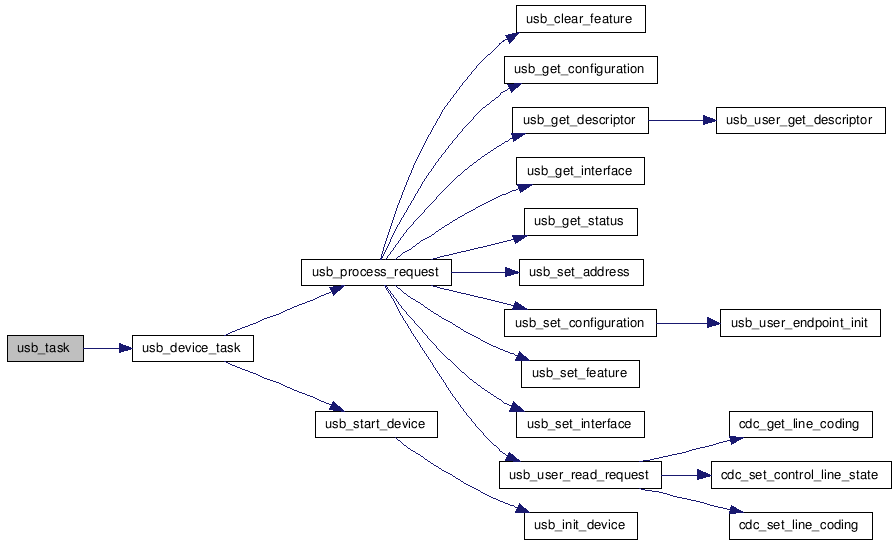 usb_clear_feature
usb_get_configuration
usb_get_descriptor
usb_user_get_descriptor
usb_get_interface
usb_get_status
usb_process_request
usb_set_address
usb_set_configuration
usb_user_endpoint_init
usb_task
usb_device_task
usb_set_feature
usb_start_device
usb_set_interface
cdc_get_line_coding
usb_user_read_request
cdc_set_control_line_state
usb_init_device
cdc_set_line_coding